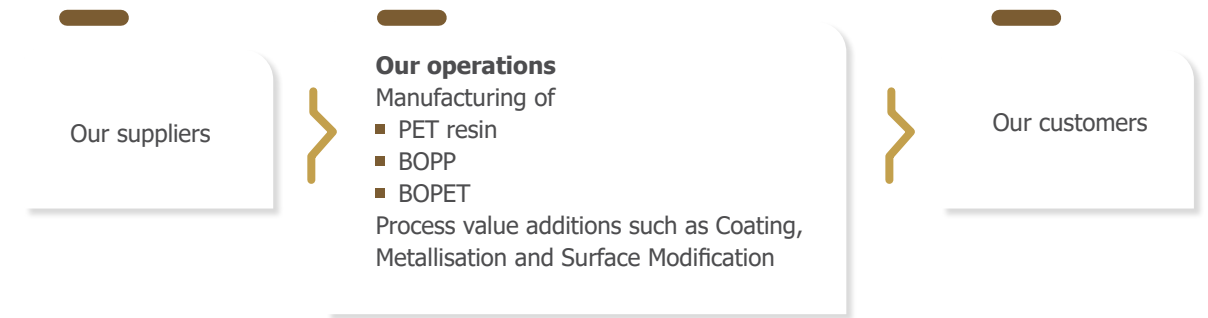 Our suppliers
Our operations
Manufacturing of
PET resin
BOPP
BOPET
Process value additions such as Coating,
Metallisation and Surface Modification
Our customers